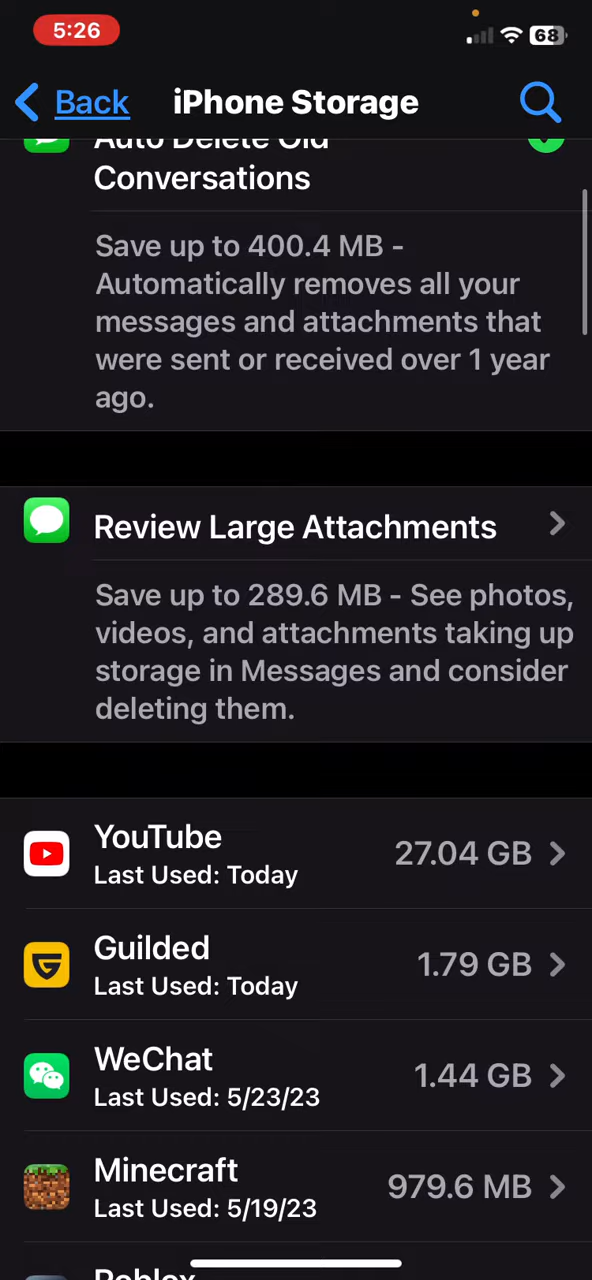 5:26
68
Back
iPhone Storage
Auto Delete Old
Conversations
Save up to 400.4 MB -
Automatically removes all your
messages and attachments that
were sent or received over 1 year
ago.
Review Large Attachments
Save up to 289.6 MB - See photos,
videos, and attachments taking up
storage in Messages and consider
deleting them.
YouTube
27.04 GB
Last Used: Today
Guilded
1.79 GB
Last Used: Today
WeChat
1.44 GB
Last Used: 5/23/23
Minecraft
979.6 MB
Last Used: 5/19/23
Roblox